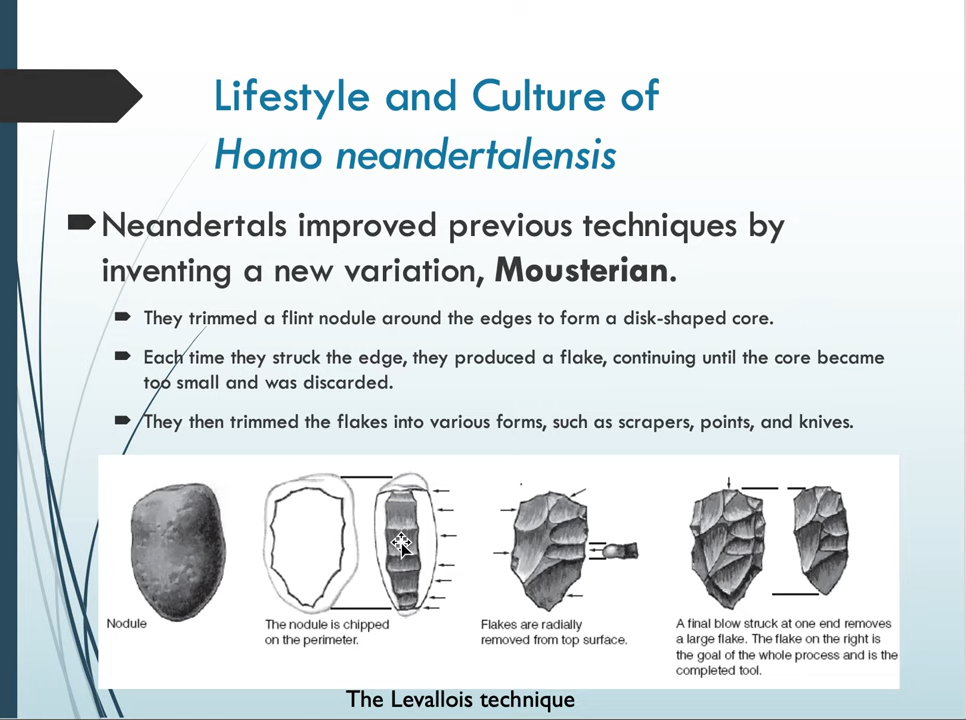 Lifestyle and Culture of
Homo neandertalensis
Neandertals improved previous techniques by
inventing a new variation, Mousterian.
They trimmed a flint nodule around the edges to form a disk-shaped core.
Each time they struck the edge, they produced a flake, continuing until the core became
too small and was discarded.
They then trimmed the flakes into various forms, such as scrapers, points, and knives.
Nodule
The nodule is chipped
on the perimeter.
Flakes are radially
removed from top surface.
A final blow struck at one end removes
a large flake. The flake on the right is
the goal of the whole process and is the
completed tool.
The Levallois technique